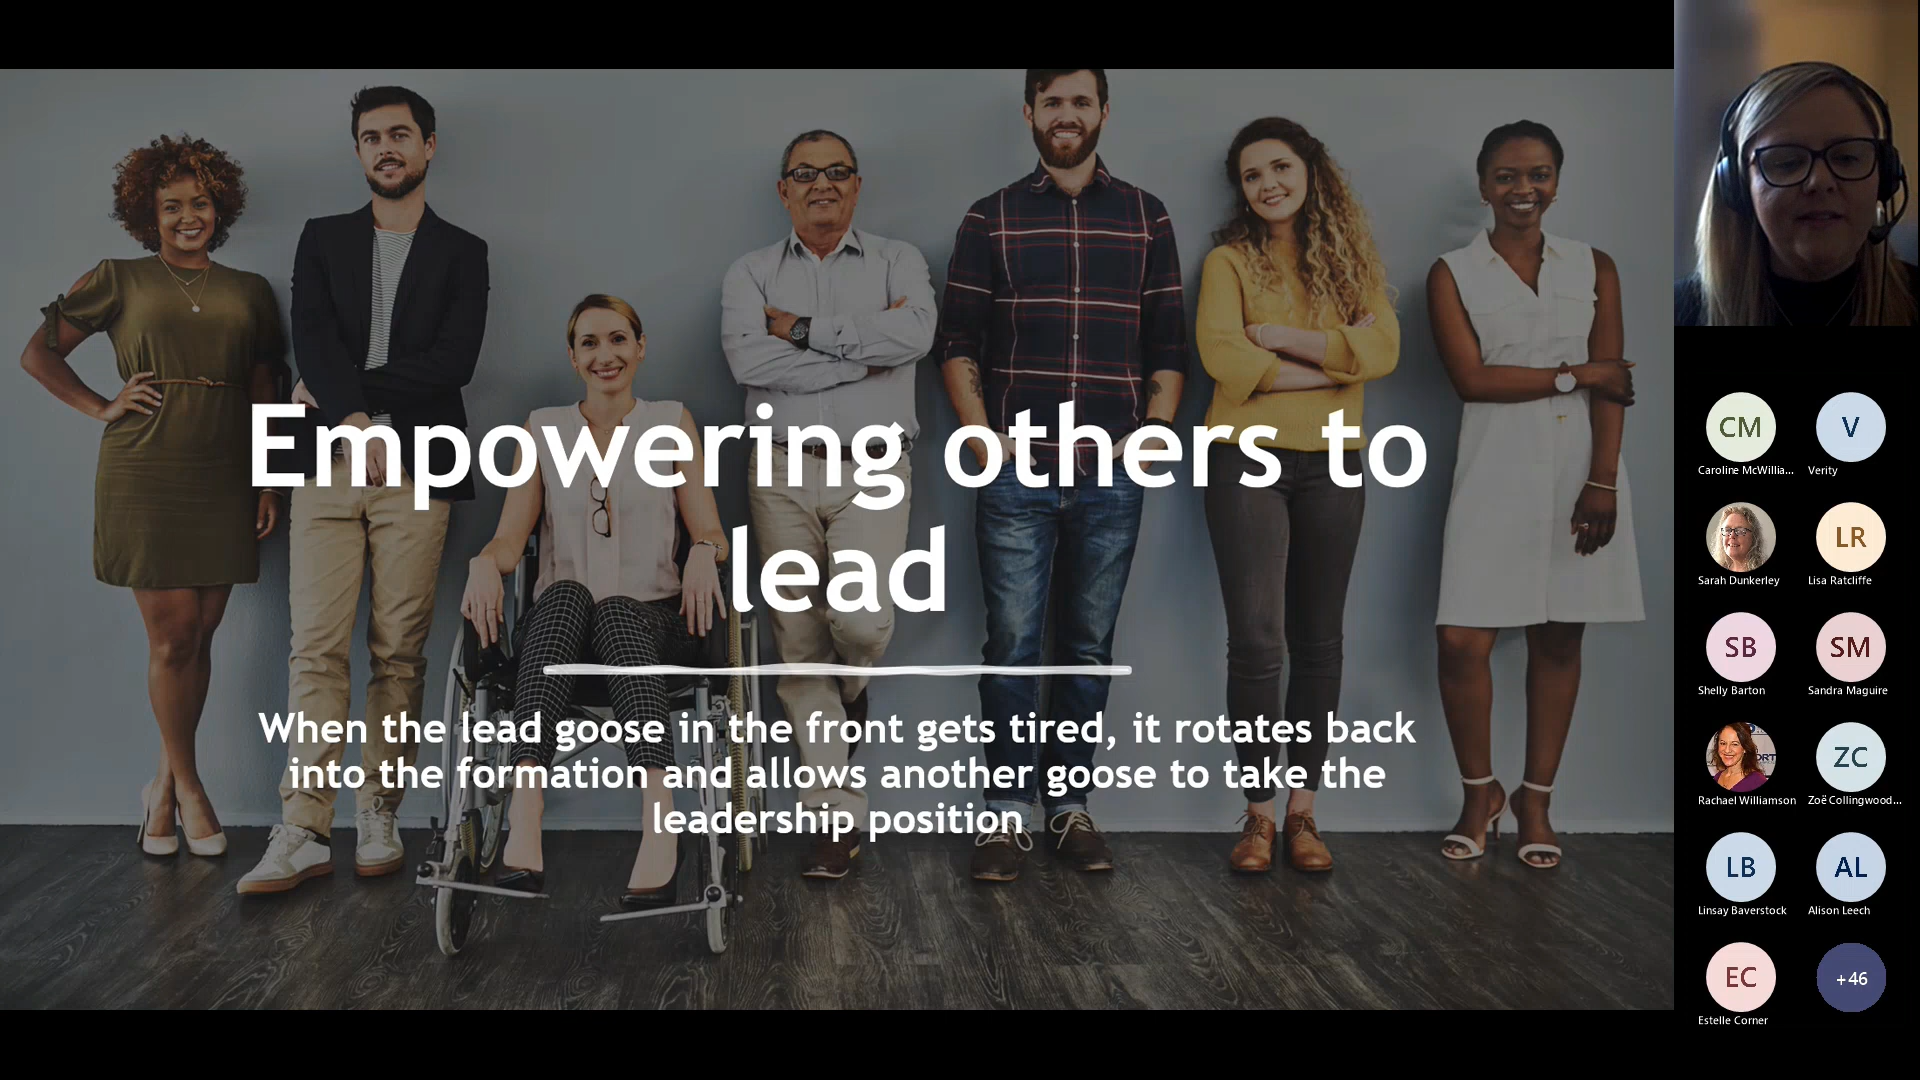 Empowering others to
lead
When the lead goose in the front gets tired, it rotates back
into the formation and allows another goose to take the
leadership position
CM
V
Caroline McWillia...
Verity
LR
Sarah Dunkerley
Lisa Ratcliffe
SB
SM
Shelly Barton
Sandra Maguire
ZC
Rachael Williamson
Zoë Collingwood...
LB
AL
Linsay Baverstock
Alison Leech
EC
+46
Estelle Corner